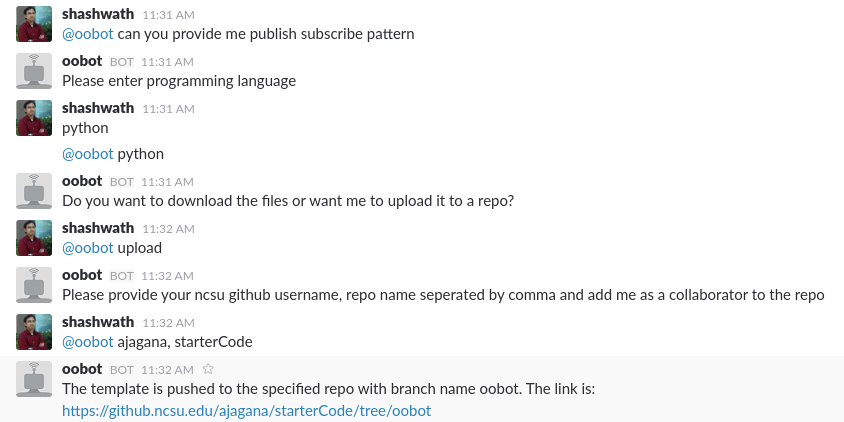 shashwath 11:31 AM
@oobot can you provide me publish subscribe pattern
oobot BOT 11:31 AM
Please enter programming language
shashwath 11:31 AM
python
@oobot python
oobot BOT 11:31 AM
Do you want to download the files or want me to upload it to a repo?
shashwath 11:32 AM
@oobot upload
oobot BOT 11:32 AM
Please provide your ncsu github username, repo name seperated by comma and add me as a collaborator to the repo
shashwath 11:32 AM
@oobot ajagana, starterCode
oobot BOT 11:32 AM
The template is pushed to the specified repo with branch name oobot. The link is:
https://github.ncsu.edu/ajagana/starterCode/tree/oobot